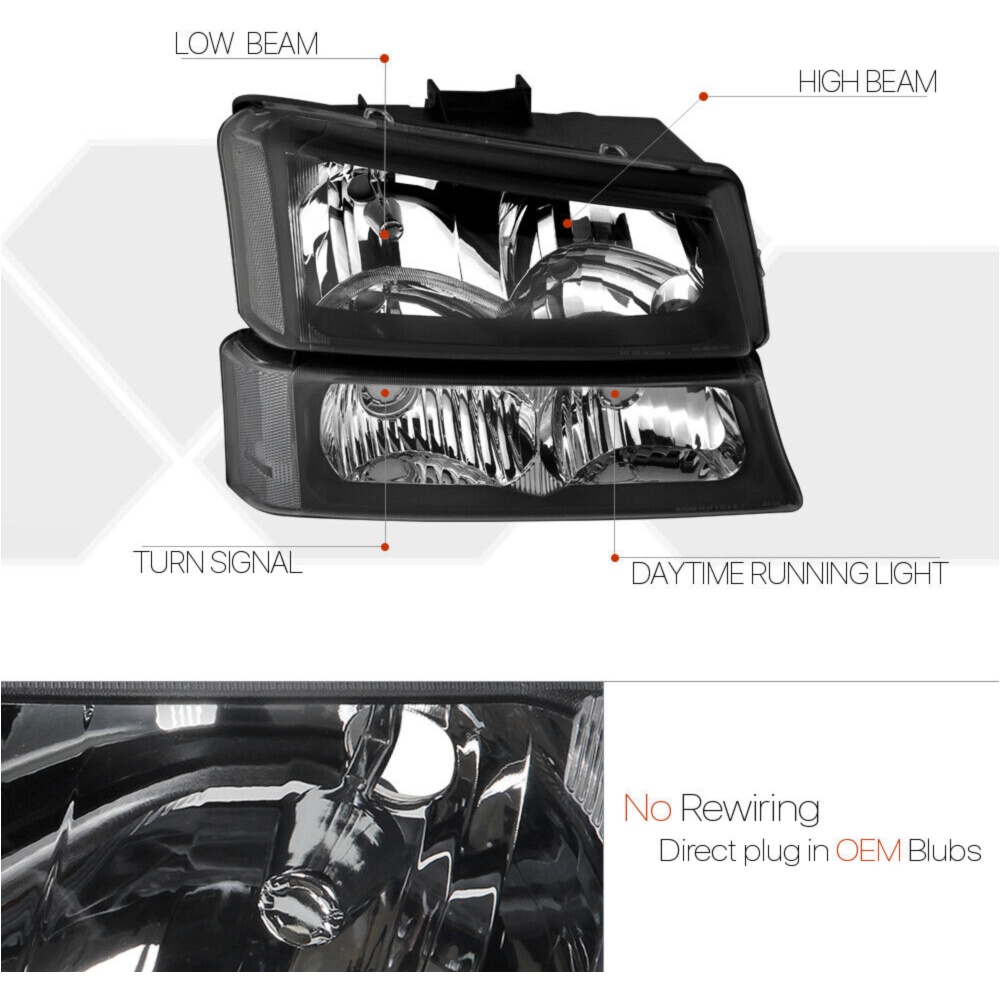 LOW BEAM
HIGH BEAM
TURN SIGNAL
DAYTIME RUNNING LIGHT
No Rewiring
Direct plug in OEM Blubs